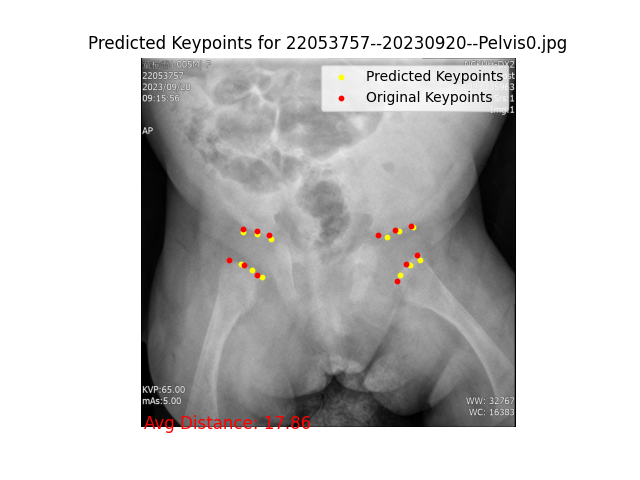 Predicted Keypoints for 22053757--20230920--Pelvis0.jpg
005M F
22053757
2023/09/20
09:15:56
AP
Predicted Keypoints
Original Keypoints
KVP:65.00
mAs:5.00
WW: 32767
WC: 16383
Avg Distance: 17.86